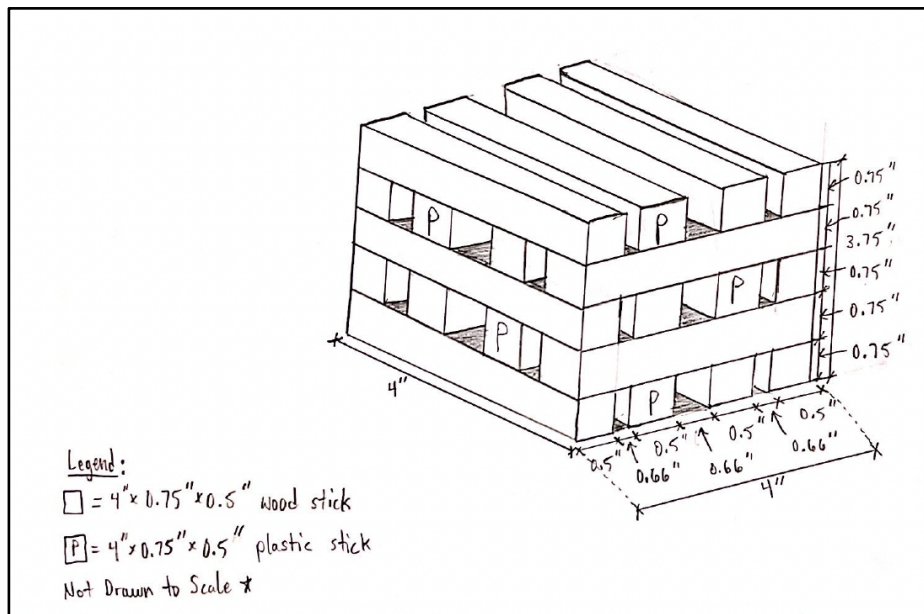 P
P
P
P
P
0.75"
0.75"
3.75"
0.75"
0.75"
0.75"
4"
0.5"
0.66"
0.5"
0.66"
0.5"
0.66"
0.5"
4"
Legend:
□ = 4" x 0.75" x 0.5" wood stick
P = 4" x 0.75" x 0.5" plastic stick
Not Drawn to Scale *